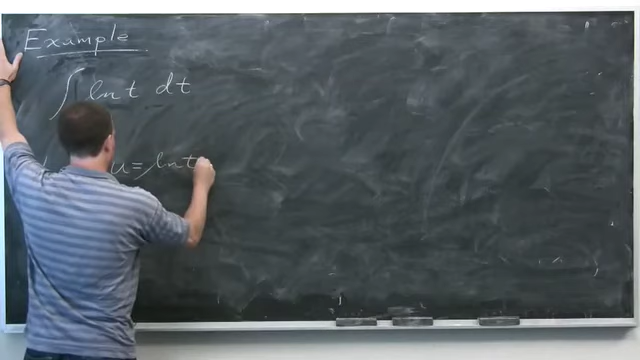 Example
∫ ln t dt
u = ln t